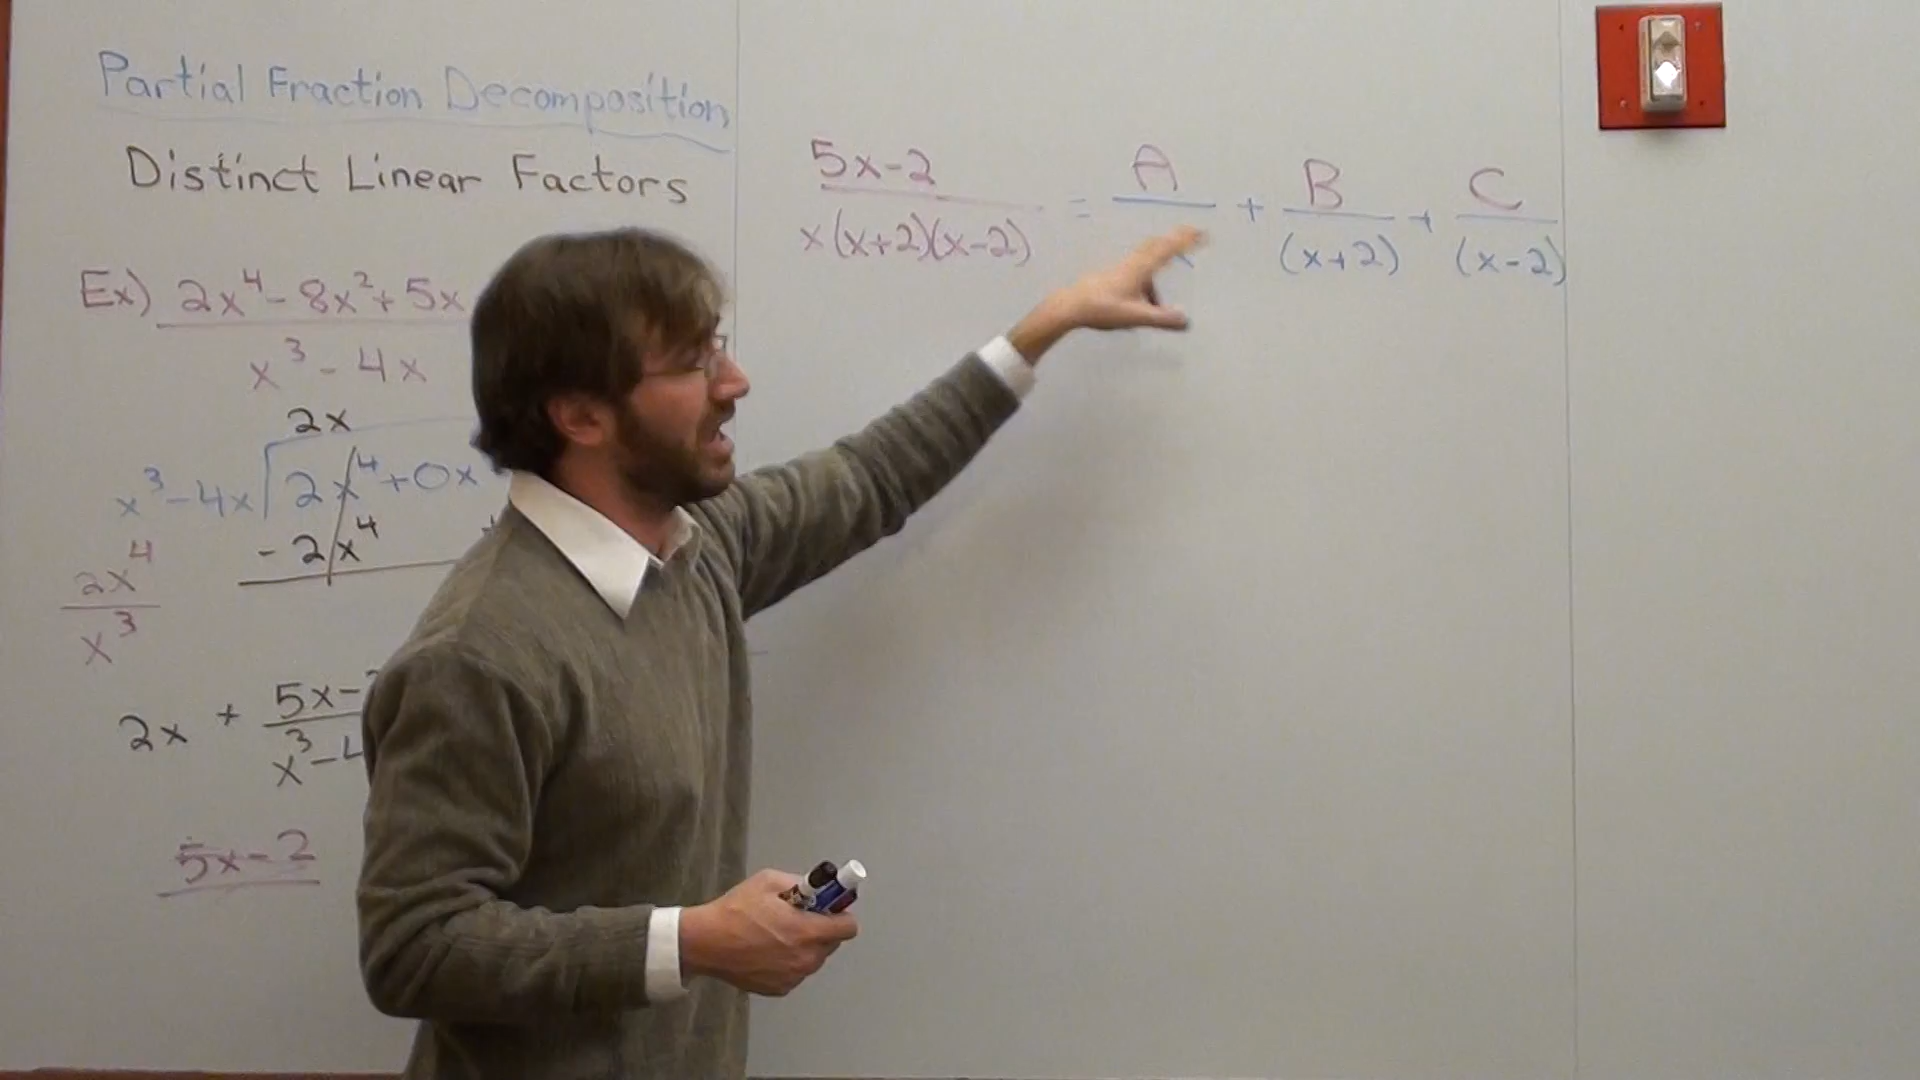 Partial Fraction Decomposition
Distinct Linear Factors
Ex) 2x⁴-8x²+5x
x³-4x
2x
x³-4x 2x⁴+0x
-2x⁴ +
2x⁴
x³
2x + 5x-
x³-4
5x-2
5x-2 = A + B + C
x(x+2)(x-2) x (x+2) (x-2)